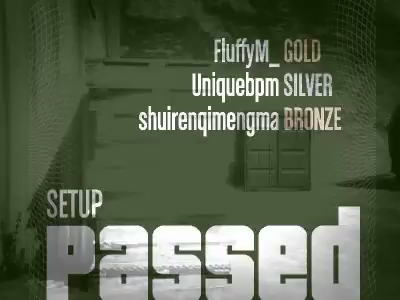 FluffyM_ GOLD
Uniquebpm SILVER
shuirenqimengma BRONZE
SETUP
passed